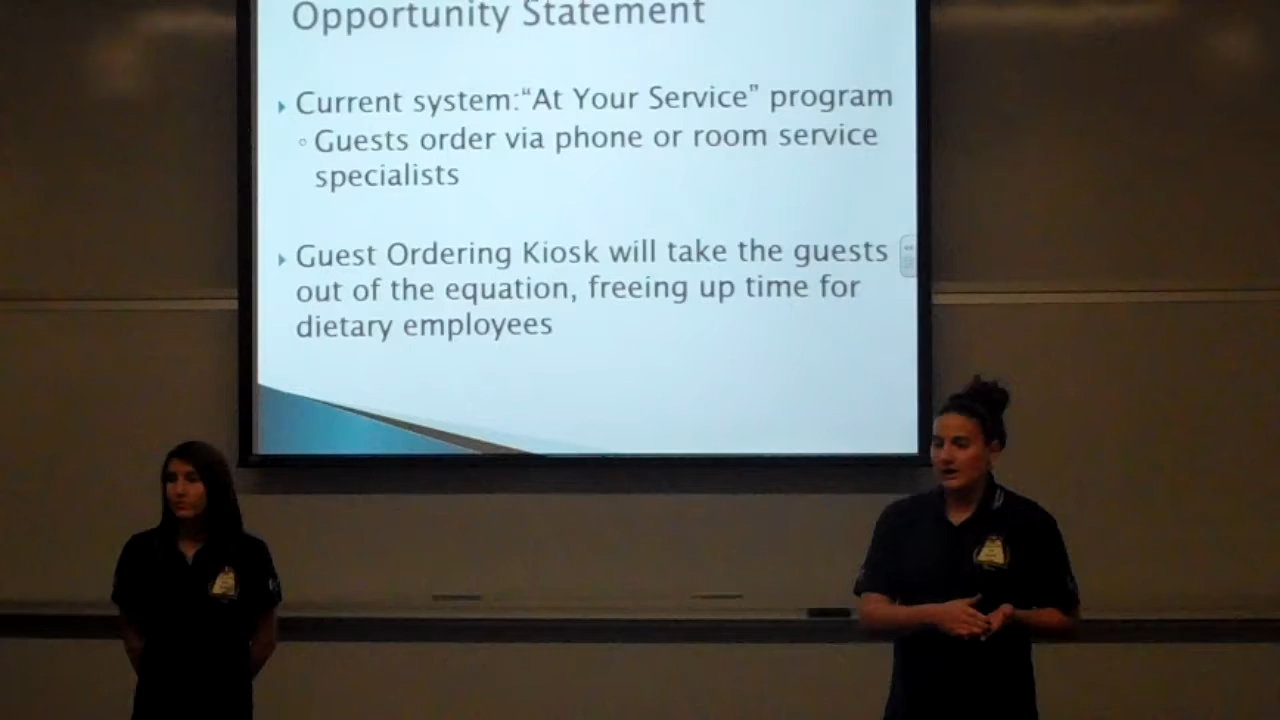 Opportunity Statement
Current system:“At Your Service” program
Guests order via phone or room service
specialists
Guest Ordering Kiosk will take the guests
out of the equation, freeing up time for
dietary employees